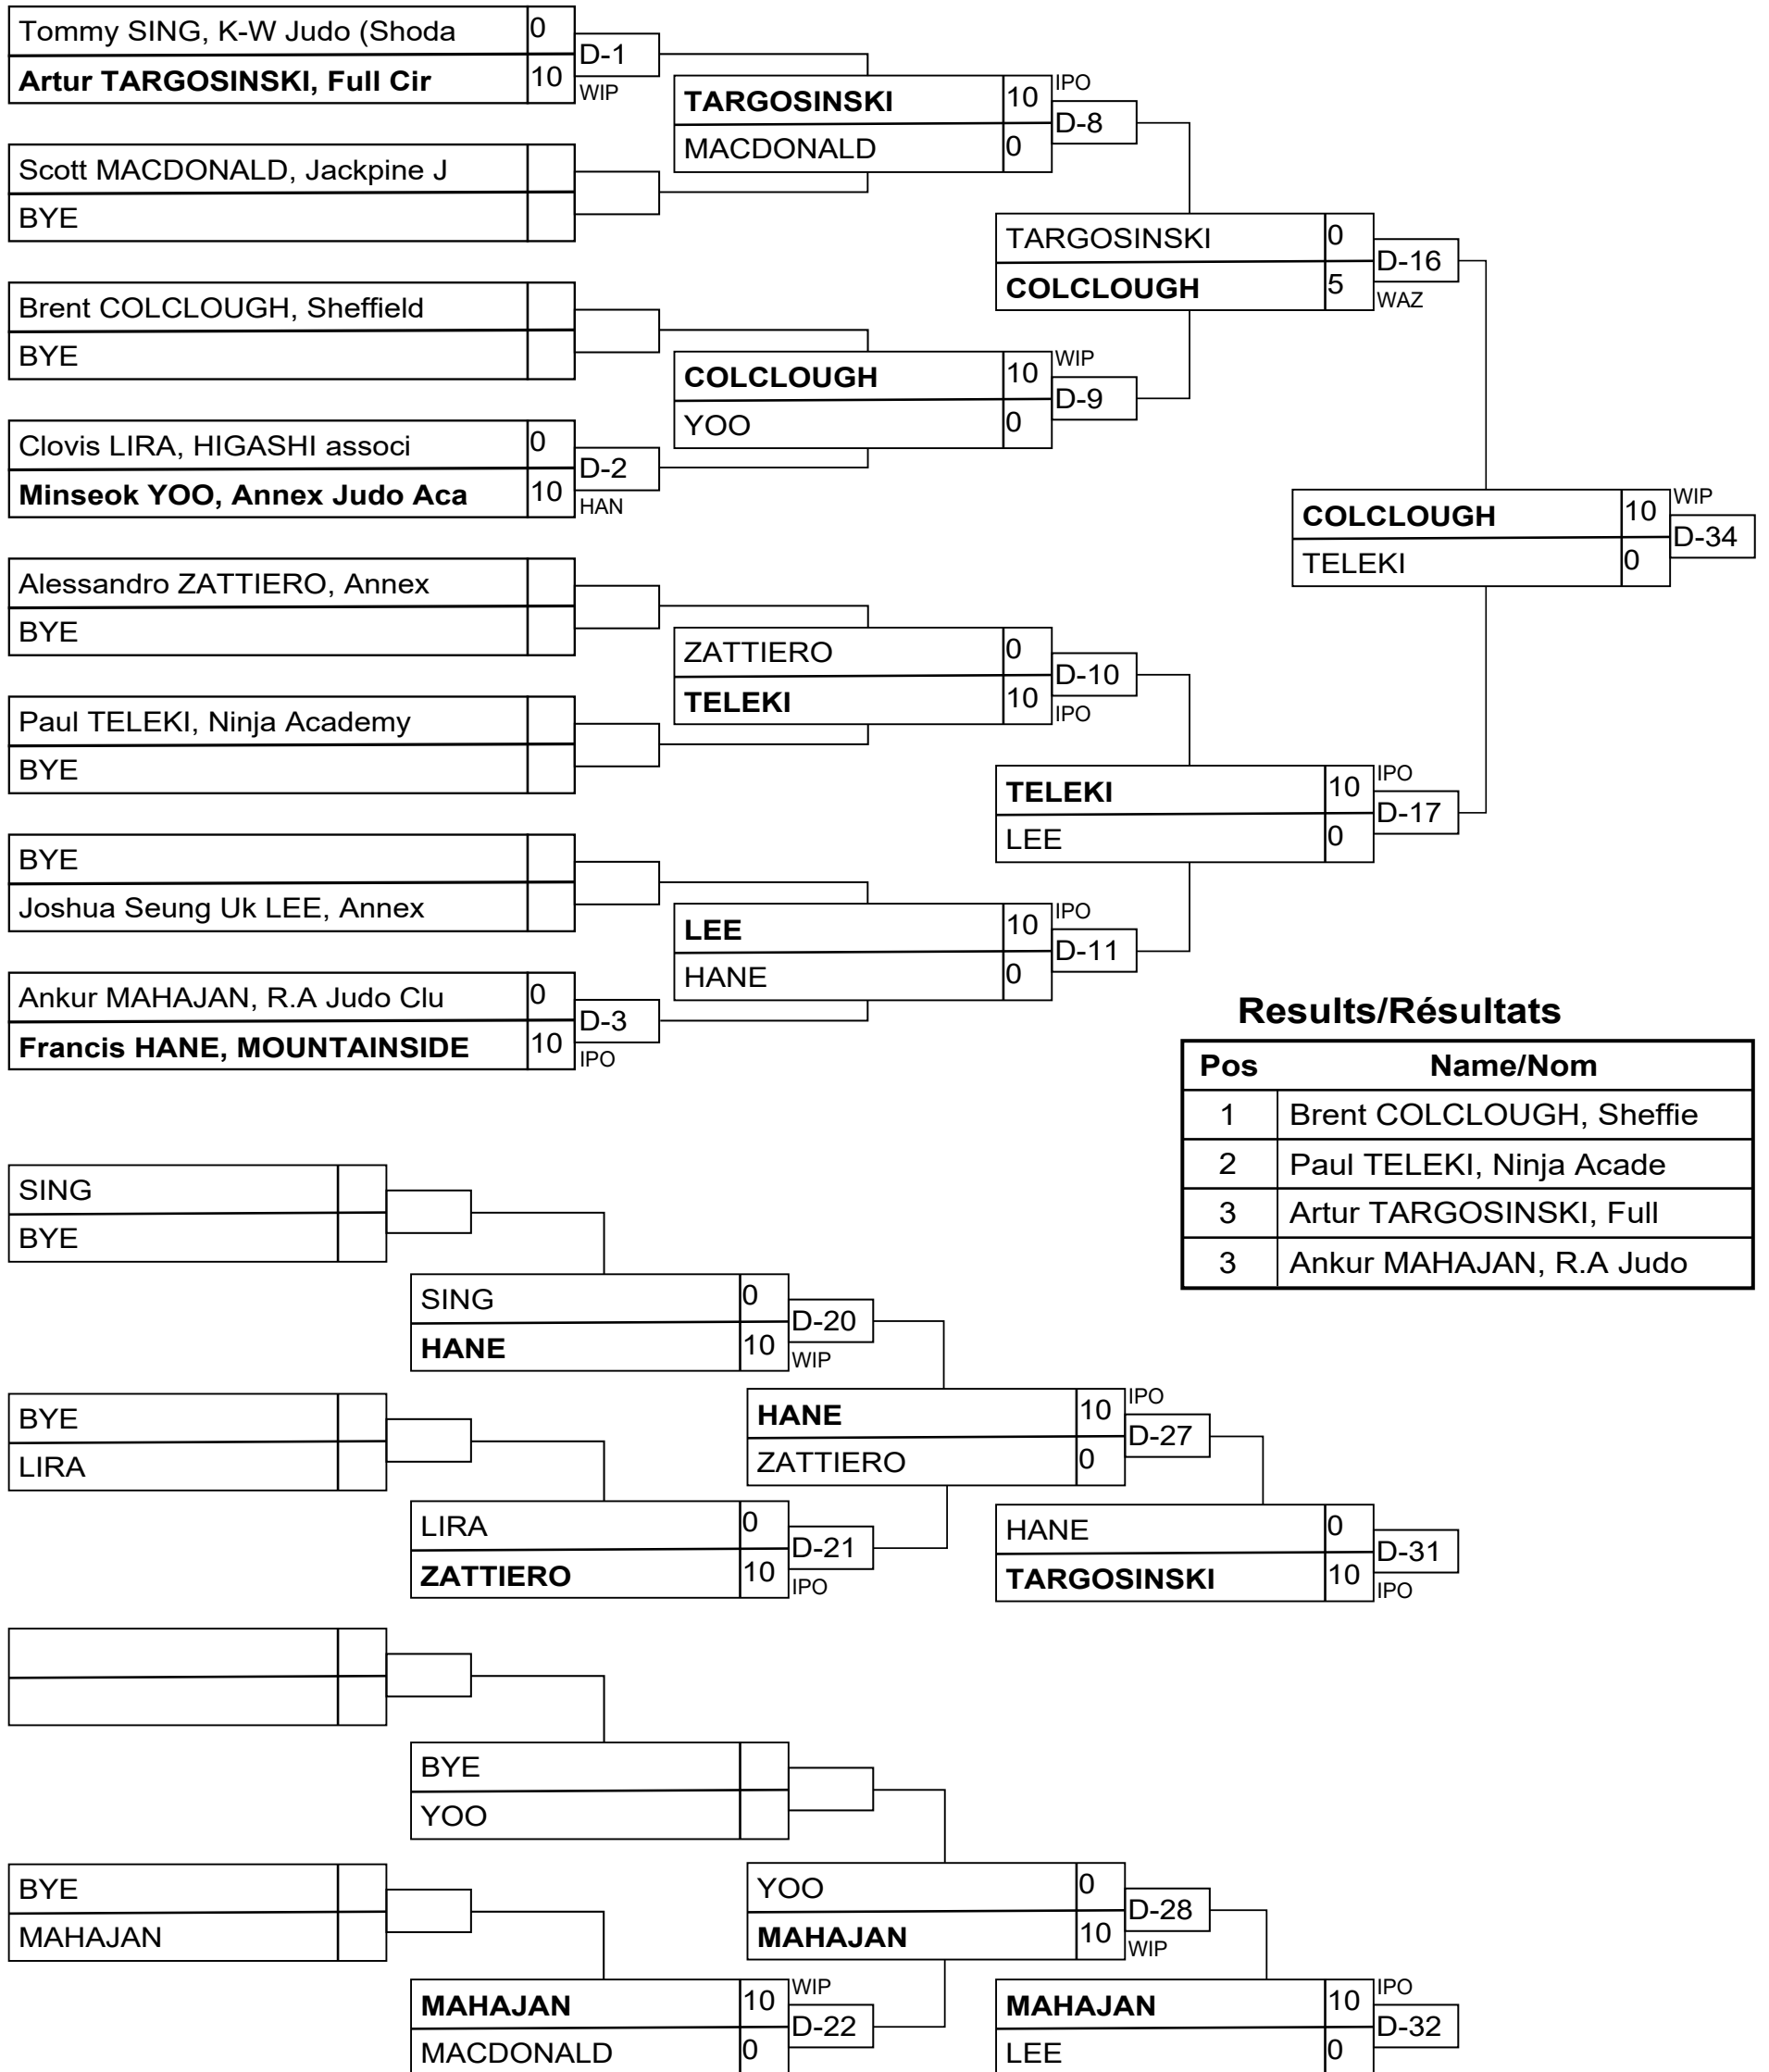 Tommy SING, K-W Judo (Shoda 0
D-1
Artur TARGOSINSKI, Full Cir 10
WIP
TARGOSINSKI 10 IPO
D-8
MACDONALD 0
Scott MACDONALD, Jackpine J
BYE
TARGOSINSKI 0
D-16
COLCLOUGH 5
WAZ
Brent COLCLOUGH, Sheffield
BYE
COLCLOUGH 10 WIP
D-9
YOO 0
Clovis LIRA, HIGASHI associ 0
D-2
Minseok YOO, Annex Judo Aca 10
HAN
COLCLOUGH 10 WIP
D-34
TELEKI 0
Alessandro ZATTIERO, Annex
BYE
ZATTIERO 0
D-10
TELEKI 10
IPO
Paul TELEKI, Ninja Academy
BYE
TELEKI 10 IPO
D-17
LEE 0
BYE
Joshua Seung Uk LEE, Annex
LEE 10 IPO
D-11
HANE 0
Ankur MAHAJAN, R.A Judo Clu 0
D-3
Francis HANE, MOUNTAINSIDE 10
IPO
Results/Résultats
Pos Name/Nom
1 Brent COLCLOUGH, Sheffie
2 Paul TELEKI, Ninja Acade
3 Artur TARGOSINSKI, Full
3 Ankur MAHAJAN, R.A Judo
SING
BYE
SING 0
D-20
HANE 10
WIP
BYE
LIRA
HANE 10 IPO
D-27
ZATTIERO 0
LIRA 0
D-21
ZATTIERO 10
IPO
HANE 0
D-31
TARGOSINSKI 10
IPO
BYE
YOO
BYE
MAHAJAN
YOO 0
D-28
MAHAJAN 10
WIP
MAHAJAN 10 WIP
D-22
MACDONALD 0
MAHAJAN 10 IPO
D-32
LEE 0